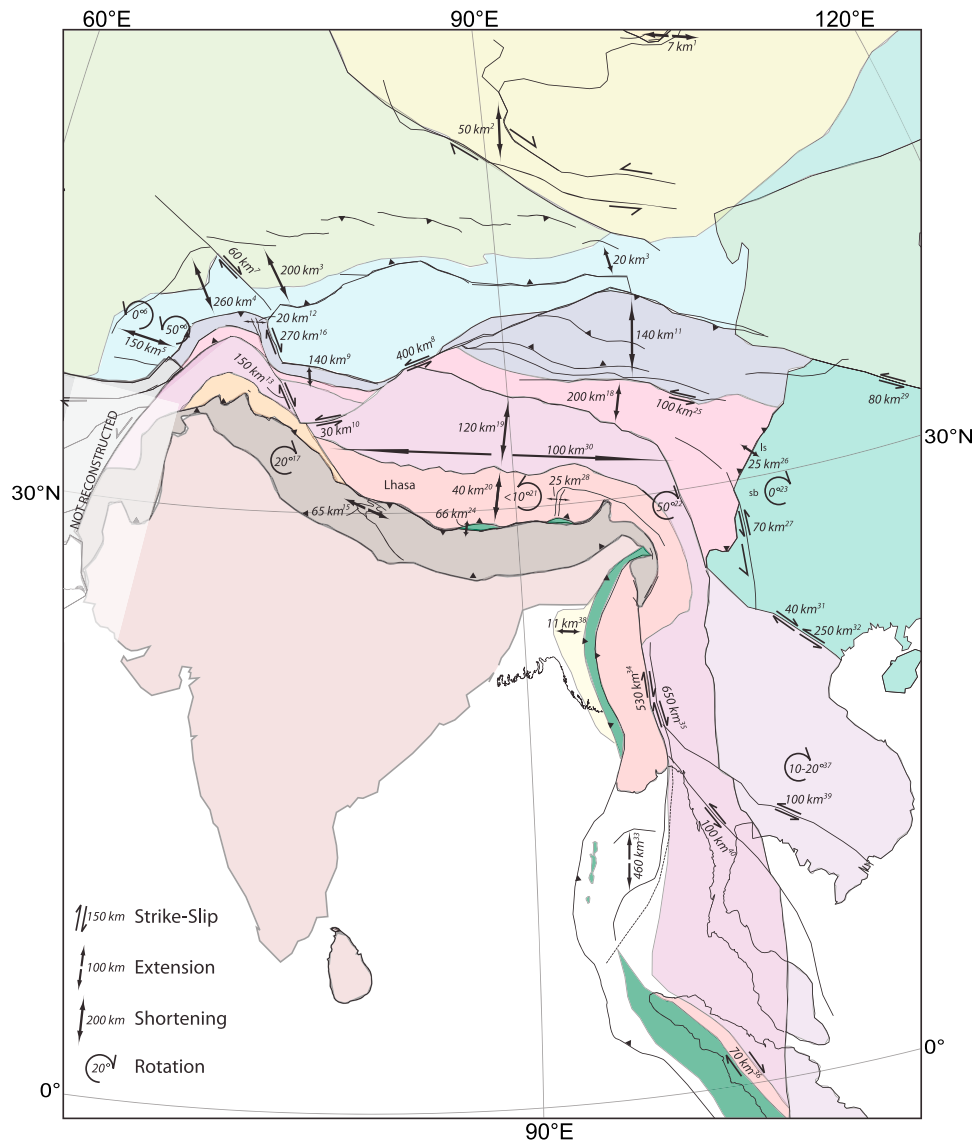 60°E
90°E
120°E
7 km¹
50 km²
60 km⁷
200 km³
20 km³
260 km⁴
0°⁶
50°⁶
150 km⁵
20 km¹²
270 km¹⁶
140 km⁹
400 km⁸
140 km¹¹
150 km¹³
30 km¹⁰
200 km¹⁸
100 km²⁵
80 km²⁹
120 km¹⁹
100 km³⁰
ls
25 km²⁶
30°N
NOT RECONSTRUCTED
20°¹⁷
Lhasa
40 km²⁰
<10°²¹
25 km²⁸
50°²²
sb
0°²³
30°N
65 km¹⁵
66 km²⁴
70 km²⁷
40 km³¹
250 km³²
11 km³⁸
530 km³⁴
650 km³⁵
10-20°³⁷
100 km³⁹
100 km⁴⁰
460 km³³
150 km Strike-Slip
100 km Extension
200 km Shortening
20° Rotation
70 km³⁶
0°
0°
90°E